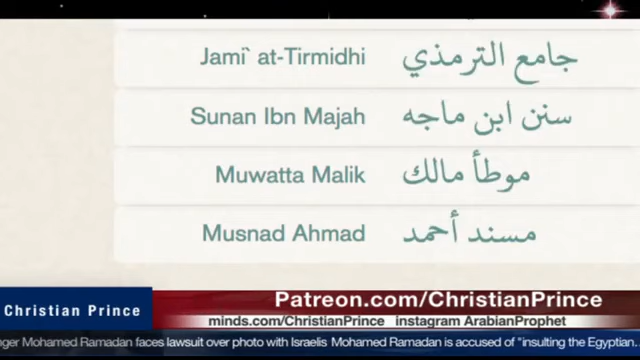 Jami` at-Tirmidhi جامع الترمذي
Sunan Ibn Majah سنن ابن ماجه
Muwatta Malik موطأ مالك
Musnad Ahmad مسند أحمد
Christian Prince
Patreon.com/ChristianPrince
minds.com/ChristianPrince instagram ArabianProphet
Mohamed Ramadan faces lawsuit over photo with Israelis Mohamed Ramadan is accused of "insulting the Egyptian.